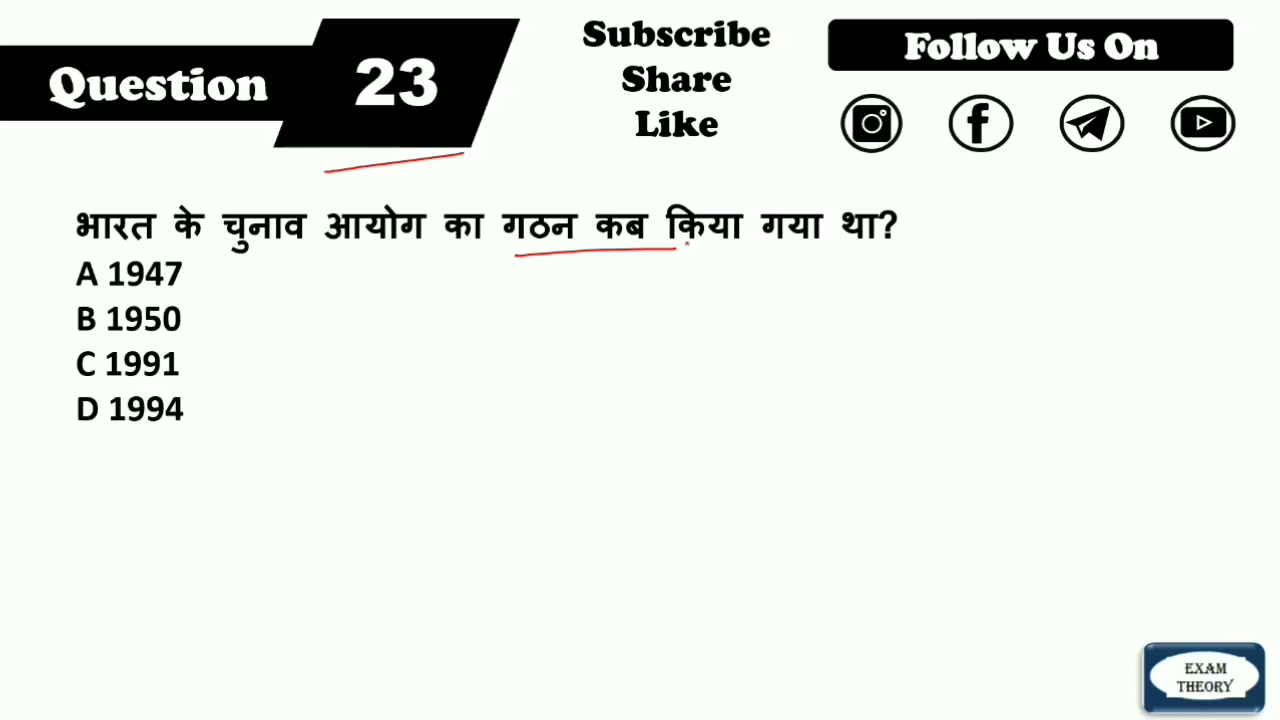 Question 23
Subscribe
Share
Like
Follow Us On
भारत के चुनाव आयोग का गठन कब किया गया था?
A 1947
B 1950
C 1991
D 1994
EXAM
THEORY